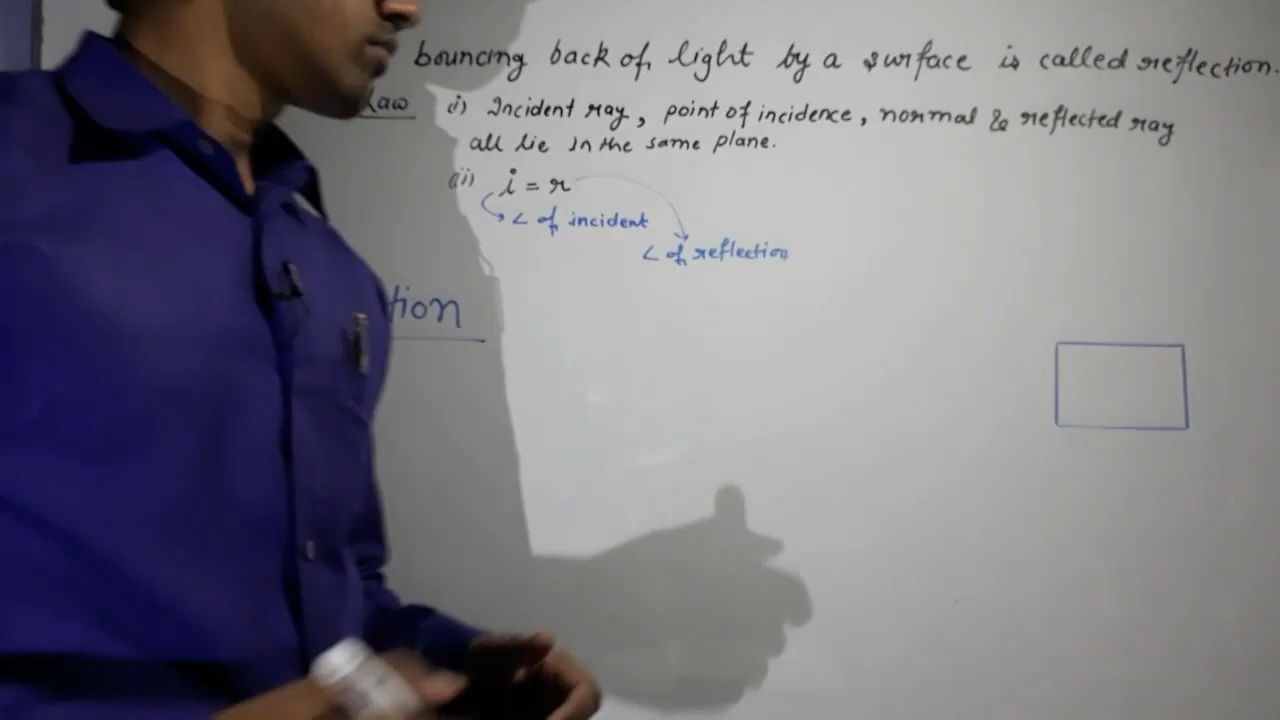 bouncing back of light by a surface is called reflection.
Law (i) Incident ray, point of incidence, normal & reflected ray
all lie in the same plane.
(ii) i = r
∠ of incident
∠ of reflection
tion